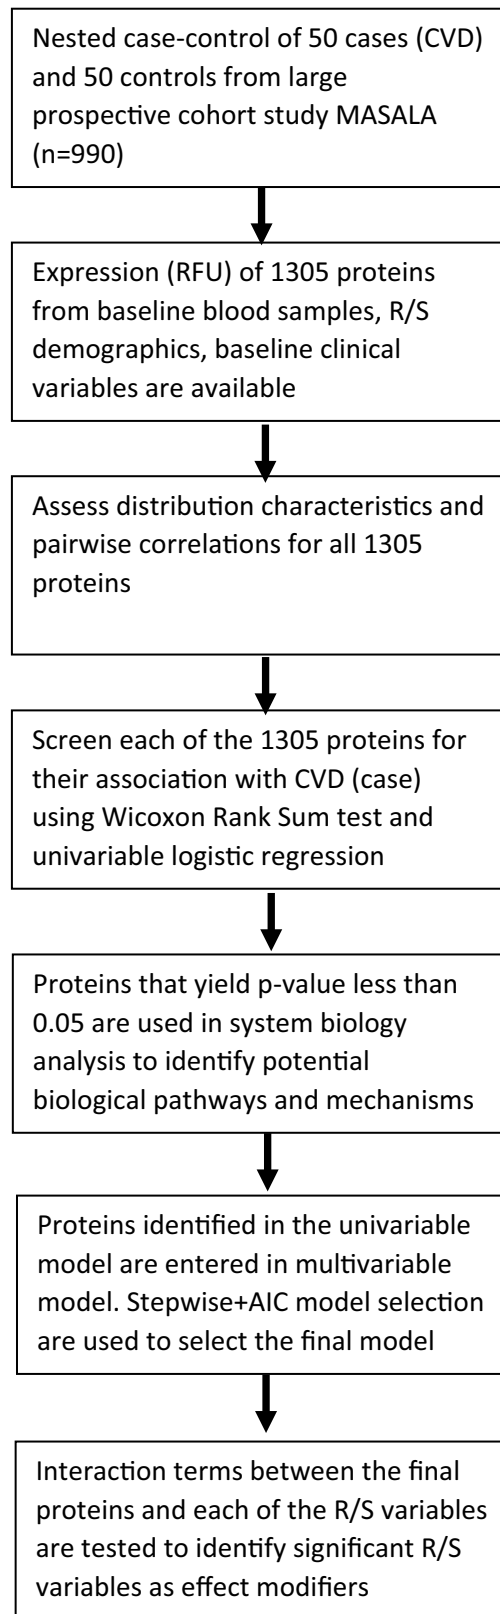 Nested case-control of 50 cases (CVD)
and 50 controls from large
prospective cohort study MASALA
(n=990)
Expression (RFU) of 1305 proteins
from baseline blood samples, R/S
demographics, baseline clinical
variables are available
Assess distribution characteristics and
pairwise correlations for all 1305
proteins
Screen each of the 1305 proteins for
their association with CVD (case)
using Wicoxon Rank Sum test and
univariable logistic regression
Proteins that yield p-value less than
0.05 are used in system biology
analysis to identify potential
biological pathways and mechanisms
Proteins identified in the univariable
model are entered in multivariable
model. Stepwise+AIC model selection
are used to select the final model
Interaction terms between the final
proteins and each of the R/S variables
are tested to identify significant R/S
variables as effect modifiers